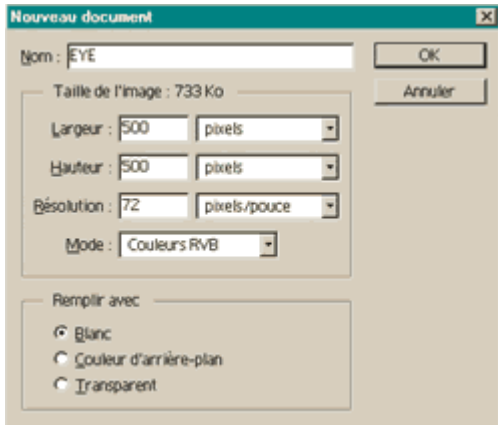 Nouveau document
Nom : EYE
OK
Taille de l'image : 733 Ko
Annuler
Largeur : 500 pixels
Hauteur : 500 pixels
Résolution : 72 pixels/pouce
Mode : Couleurs RVB
Remplir avec
Blanc
Couleur d'arrière-plan
Transparent